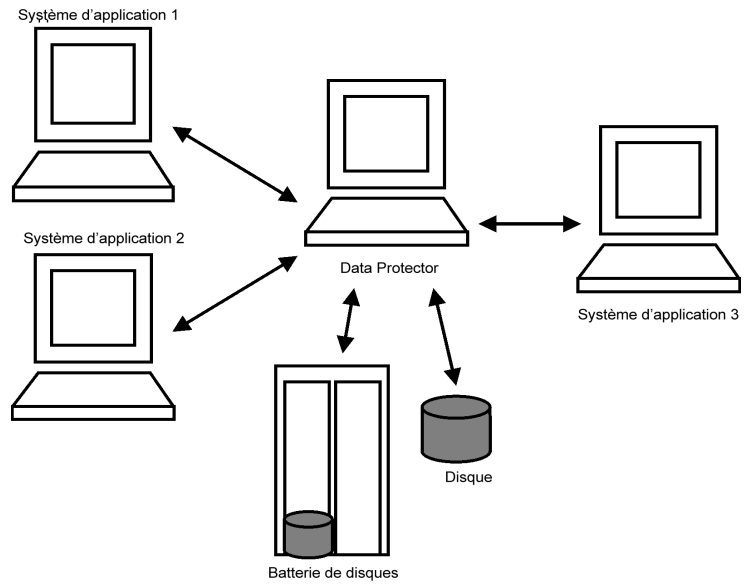 Système d'application 1
Système d'application 2
Data Protector
Système d'application 3
Disque
Batterie de disques